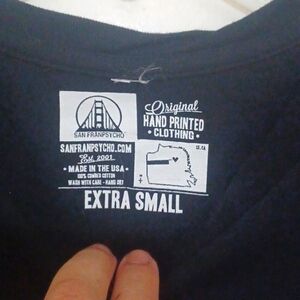 SAN FRANPSYCHO
Original
HAND PRINTED
• CLOTHING •
SANFRANPSYCHO.COM
Est. 2001
• MADE IN THE USA •
100% COMBED COTTON
WASH WITH CARE - HANG DRY
EXTRA SMALL